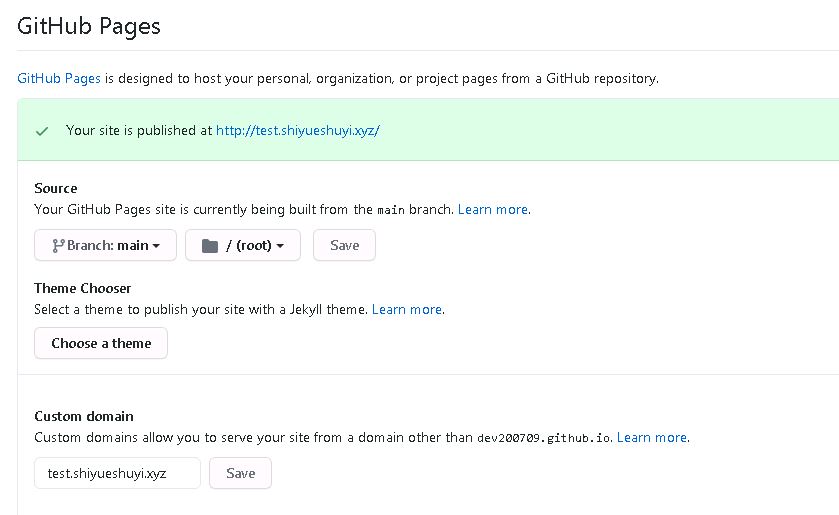 GitHub Pages
GitHub Pages is designed to host your personal, organization, or project pages from a GitHub repository.
Your site is published at http://test.shiyueshuyi.xyz/
Source
Your GitHub Pages site is currently being built from the main branch. Learn more.
Branch: main / (root) Save
Theme Chooser
Select a theme to publish your site with a Jekyll theme. Learn more.
Choose a theme
Custom domain
Custom domains allow you to serve your site from a domain other than dev200709.github.io. Learn more.
test.shiyueshuyi.xyz Save